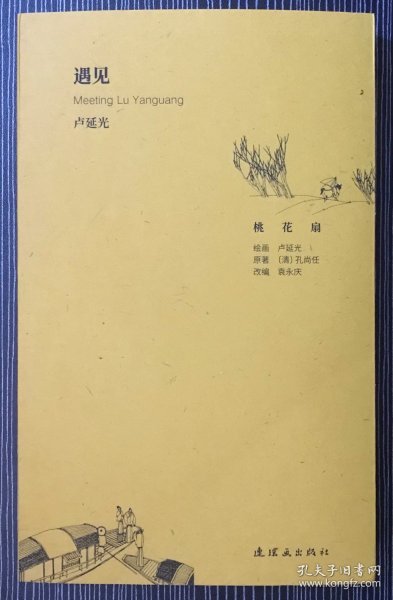 遇见
Meeting Lu Yanguang
卢延光
桃花扇
绘画 卢延光
原著 (清)孔尚任
改编 袁永庆
连环画出版社
孔夫子旧书网
www.kongfz.com